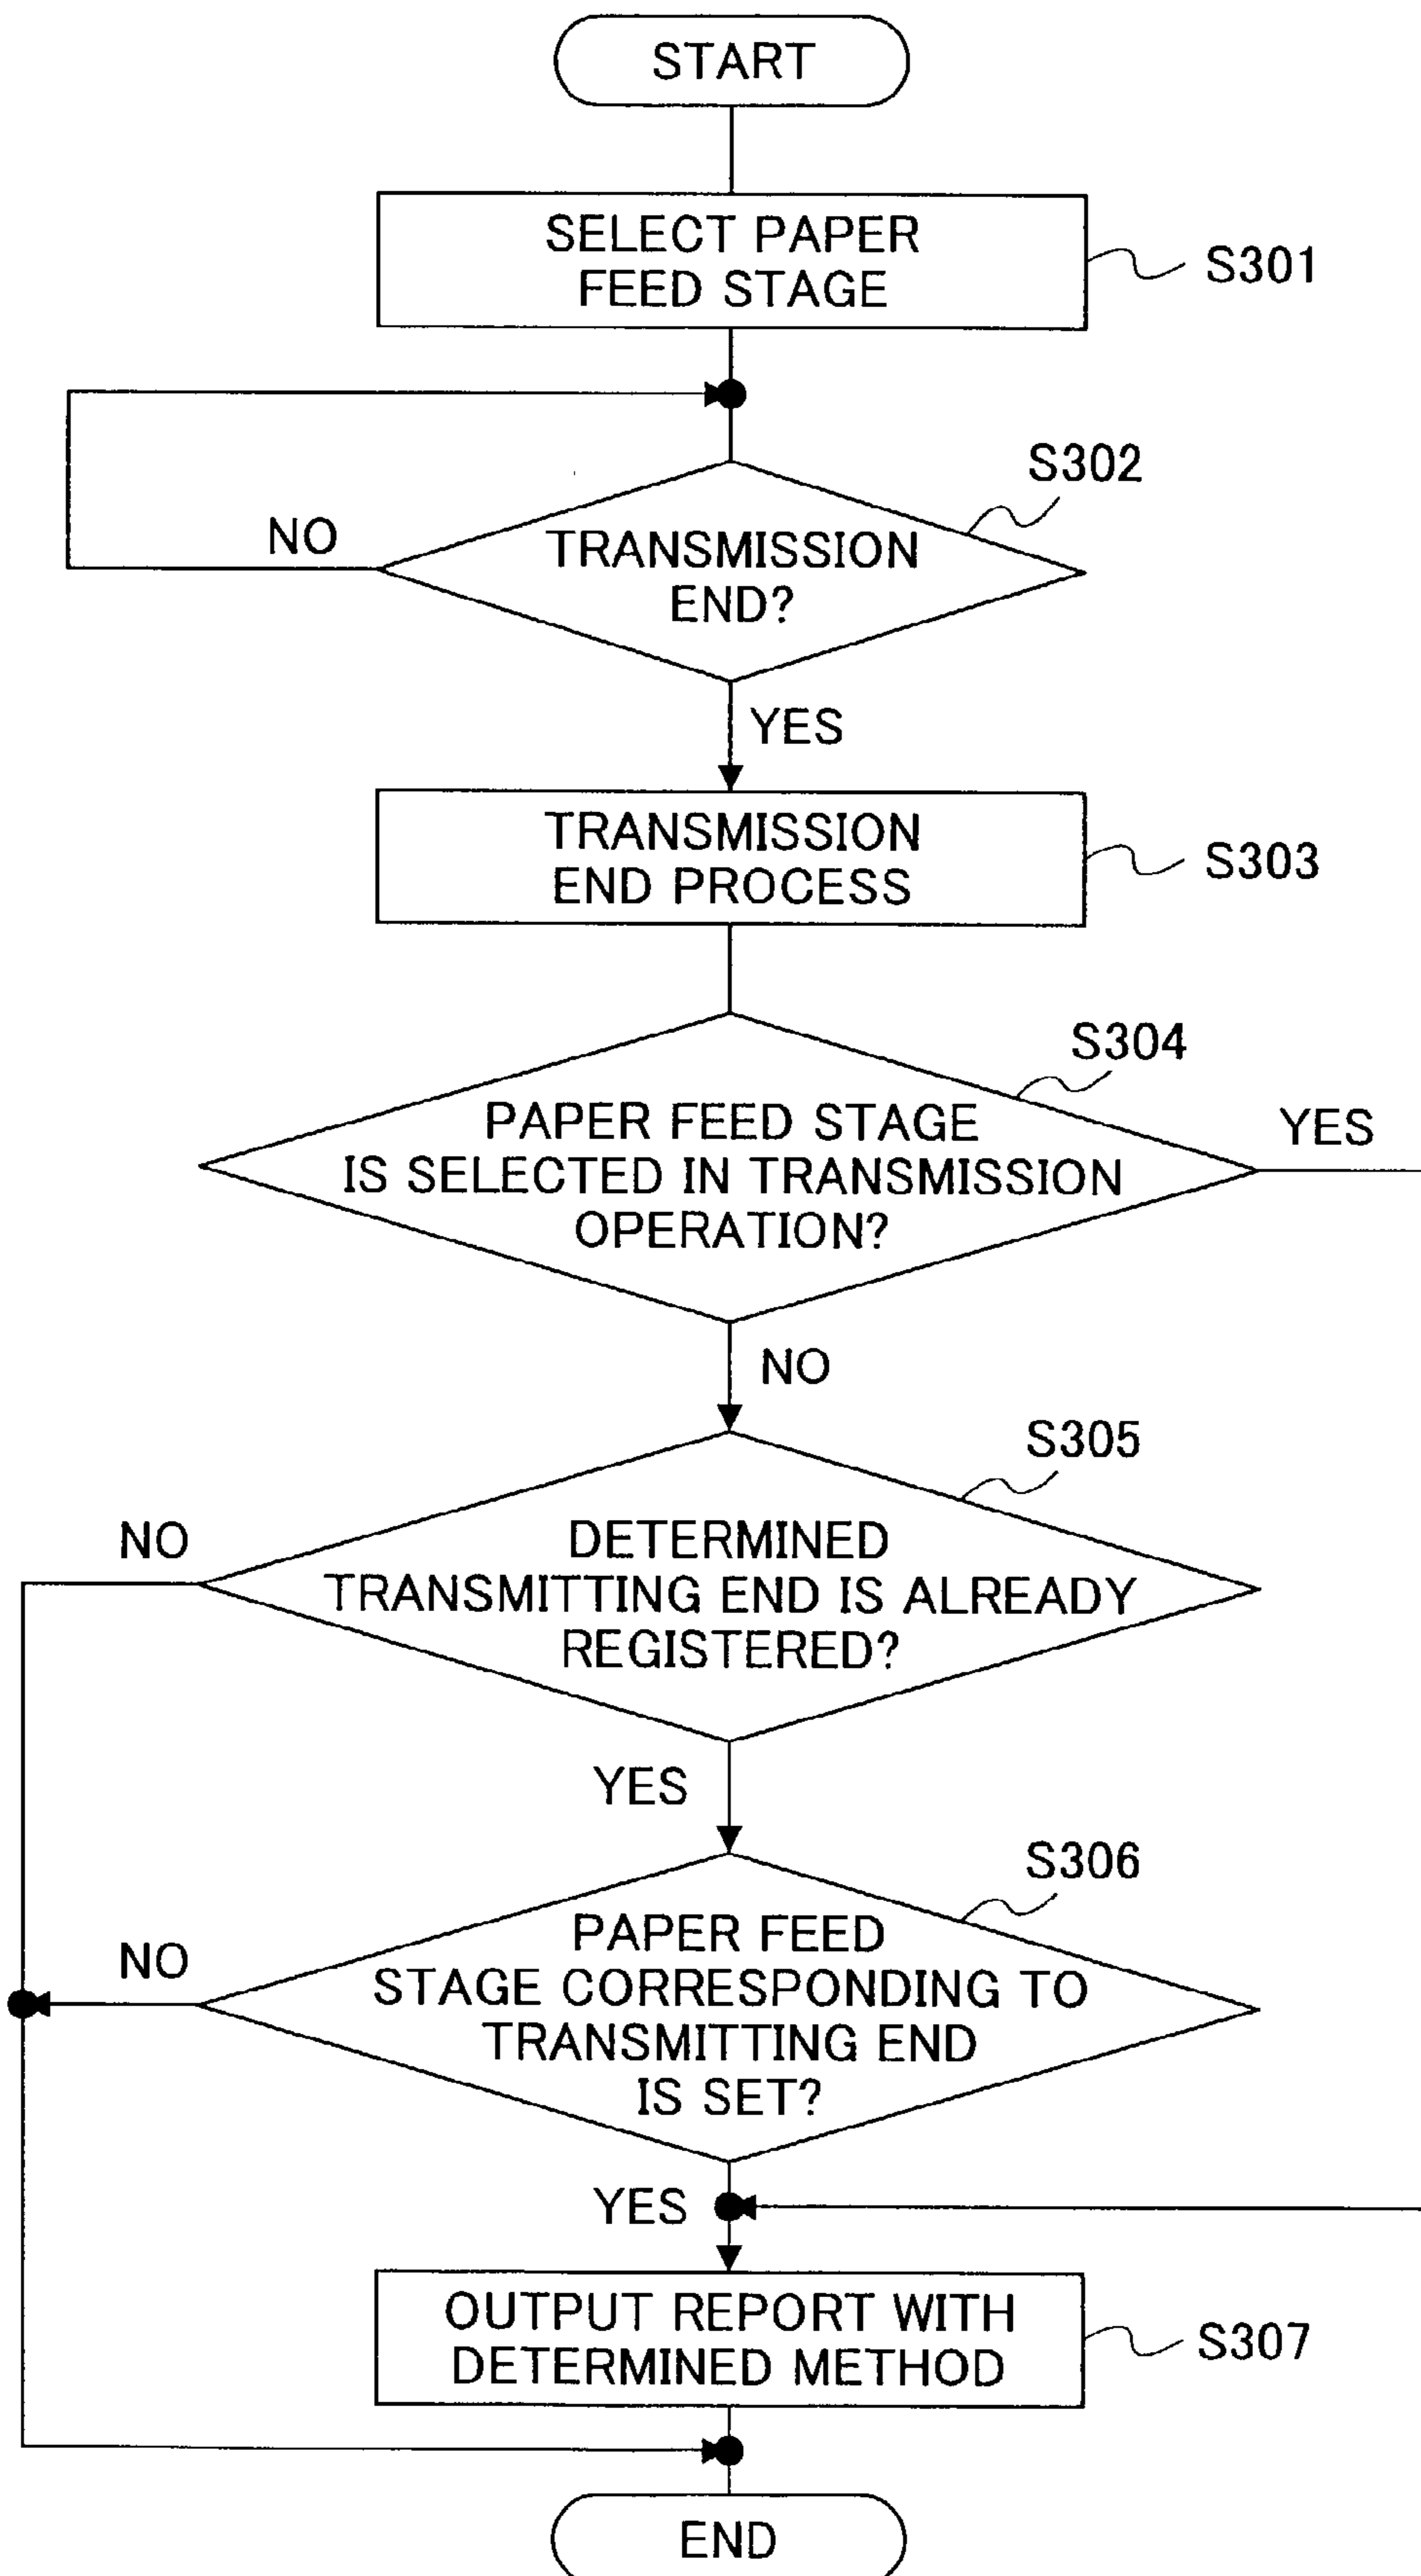 START
SELECT PAPER
FEED STAGE
S301
S302
NO
TRANSMISSION
END?
YES
TRANSMISSION
END PROCESS
S303
S304
PAPER FEED STAGE
IS SELECTED IN TRANSMISSION
OPERATION?
YES
NO
S305
NO
DETERMINED
TRANSMITTING END IS ALREADY
REGISTERED?
YES
S306
NO
PAPER FEED
STAGE CORRESPONDING TO
TRANSMITTING END
IS SET?
YES
OUTPUT REPORT WITH
DETERMINED METHOD
S307
END